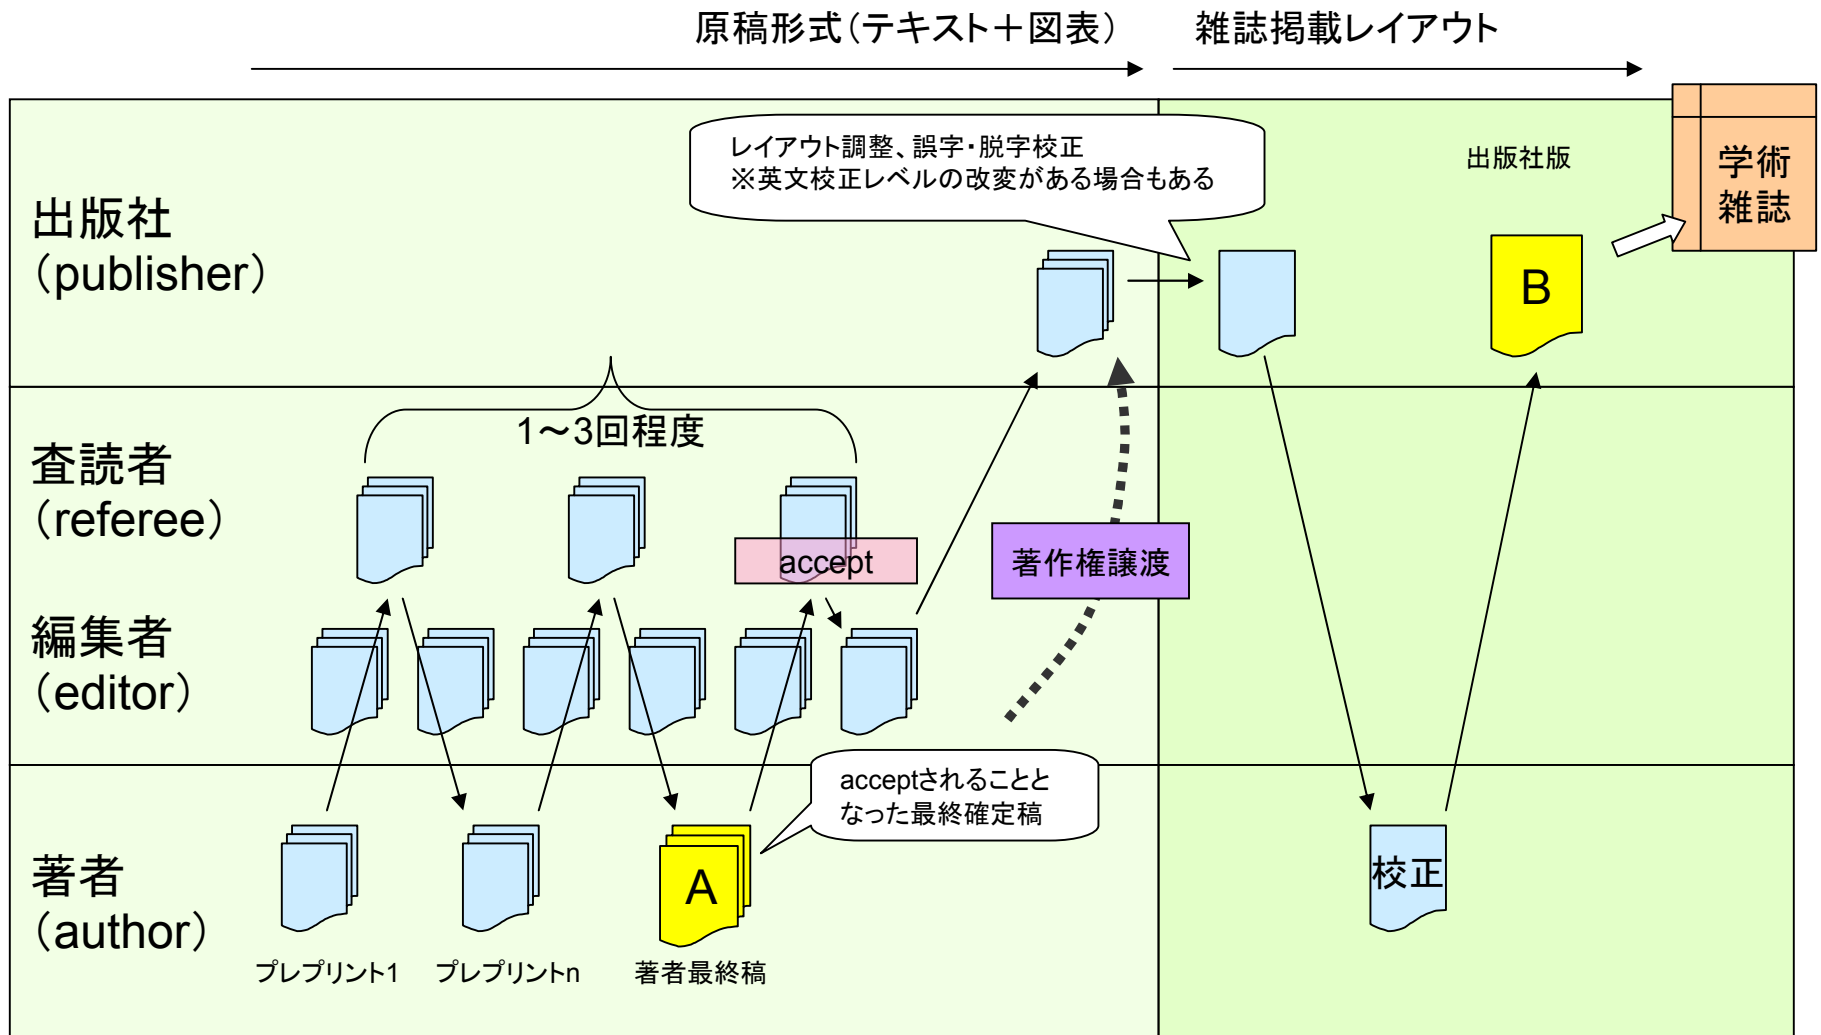 原稿形式（テキスト＋図表）
雑誌掲載レイアウト
レイアウト調整、誤字・脱字校正
※英文校正レベルの改変がある場合もある
出版社版
学術
雑誌
出版社
（publisher）
B
1～3回程度
査読者
（referee）
accept
著作権譲渡
編集者
（editor）
acceptされることと
なった最終確定稿
著者
（author）
A
校正
プレプリント1
プレプリントn
著者最終稿